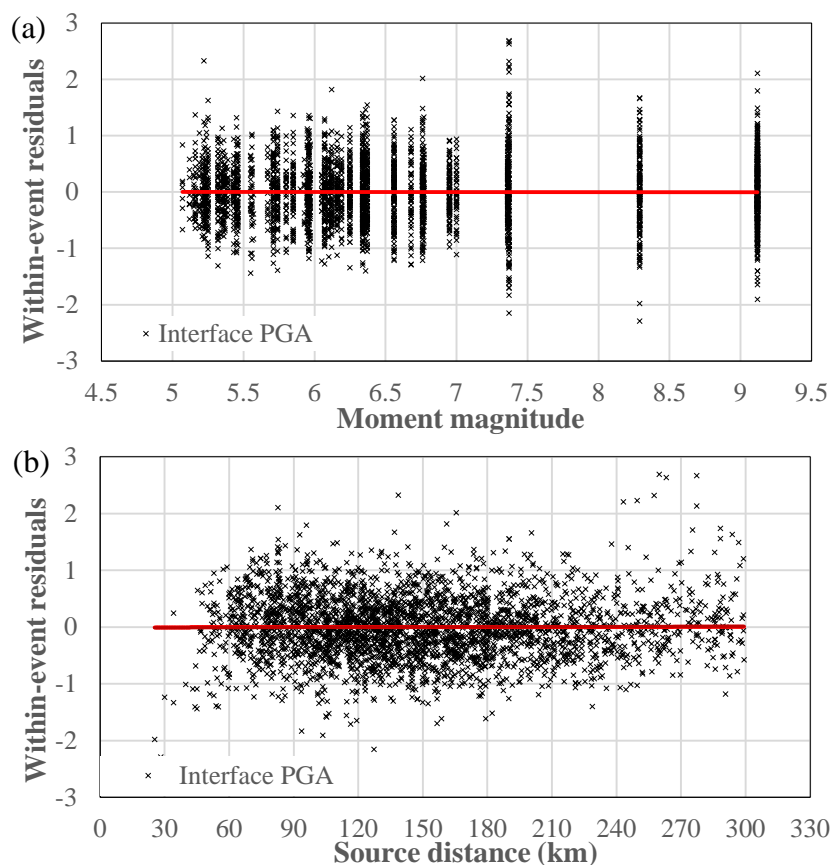 (a)
Within-event residuals
3
2
1
0
-1
-2
-3
× Interface PGA
4.5 5 5.5 6 6.5 7 7.5 8 8.5 9 9.5
Moment magnitude
(b)
Within-event residuals
3
2
1
0
-1
-2
-3
× Interface PGA
0 30 60 90 120 150 180 210 240 270 300 330
Source distance (km)